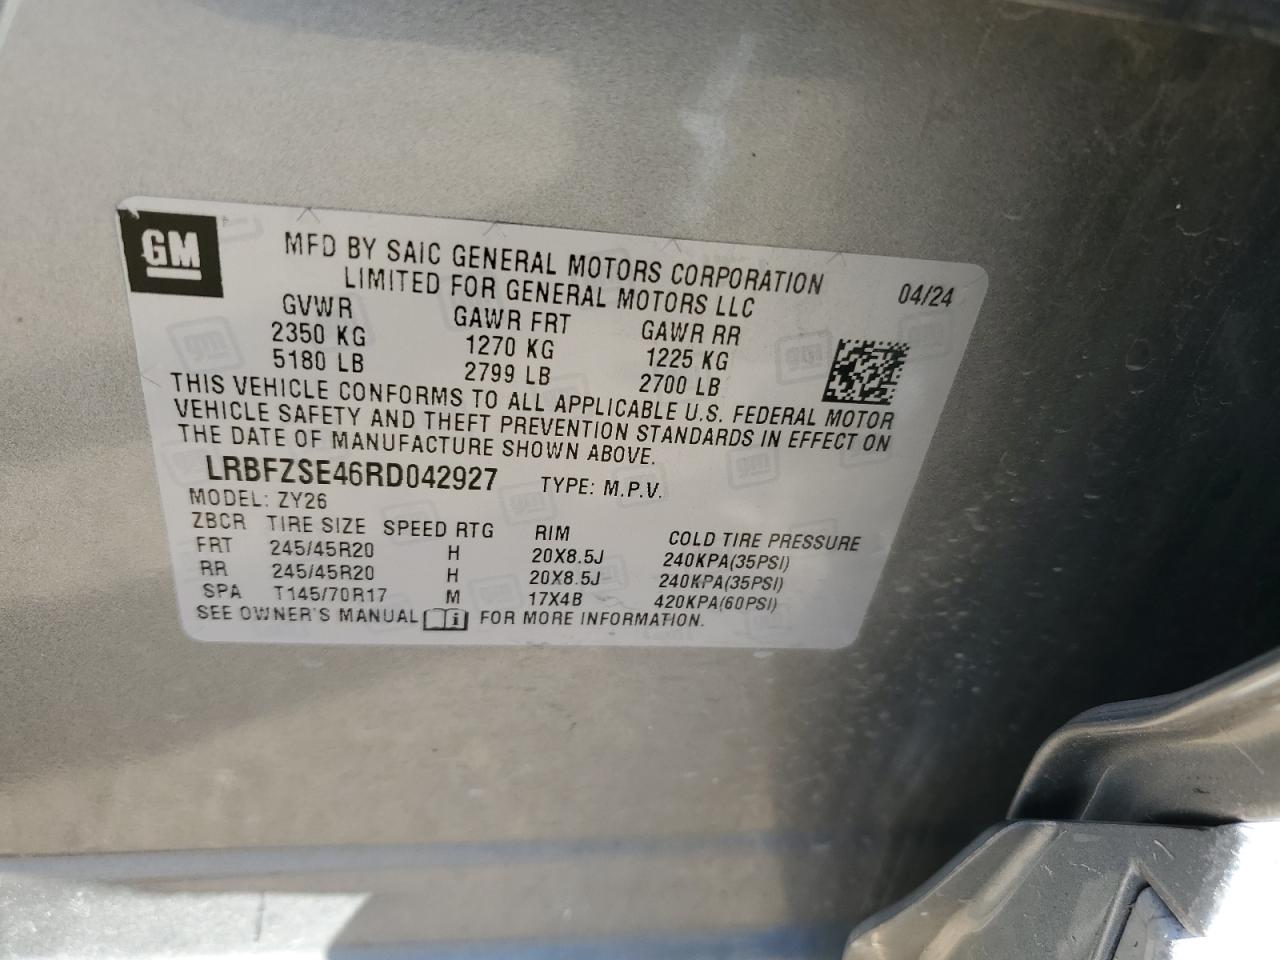 GM
MFD BY SAIC GENERAL MOTORS CORPORATION
LIMITED FOR GENERAL MOTORS LLC
04/24
GVWR GAWR FRT GAWR RR
2350 KG 1270 KG 1225 KG
5180 LB 2799 LB 2700 LB
THIS VEHICLE CONFORMS TO ALL APPLICABLE U.S. FEDERAL MOTOR
VEHICLE SAFETY AND THEFT PREVENTION STANDARDS IN EFFECT ON
THE DATE OF MANUFACTURE SHOWN ABOVE.
LRBFZSE46RD042927 TYPE: M.P.V.
MODEL: ZY26
ZBCR TIRE SIZE SPEED RTG RIM COLD TIRE PRESSURE
FRT 245/45R20 H 20X8.5J 240KPA(35PSI)
RR 245/45R20 H 20X8.5J 240KPA(35PSI)
SPA T145/70R17 M 17X4B 420KPA(60PSI)
SEE OWNER'S MANUAL i FOR MORE INFORMATION.